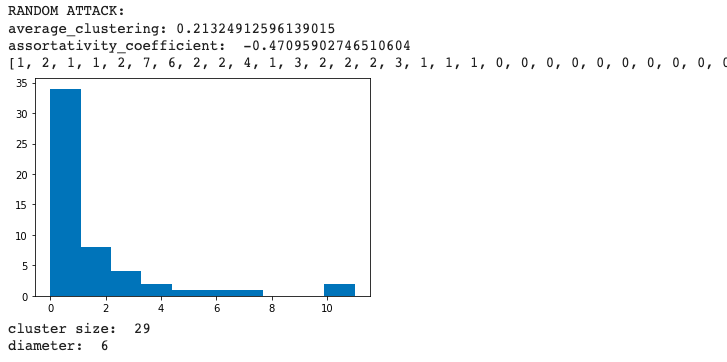 RANDOM ATTACK:
average_clustering: 0.21324912596139015
assortativity_coefficient:  -0.47095902746510604
[1, 2, 1, 1, 2, 7, 6, 2, 2, 4, 1, 3, 2, 2, 2, 3, 1, 1, 1, 0, 0, 0, 0, 0, 0, 0, 0, 0, 0,
35
30
25
20
15
10
5
0
0 2 4 6 8 10
cluster size:  29
diameter:  6